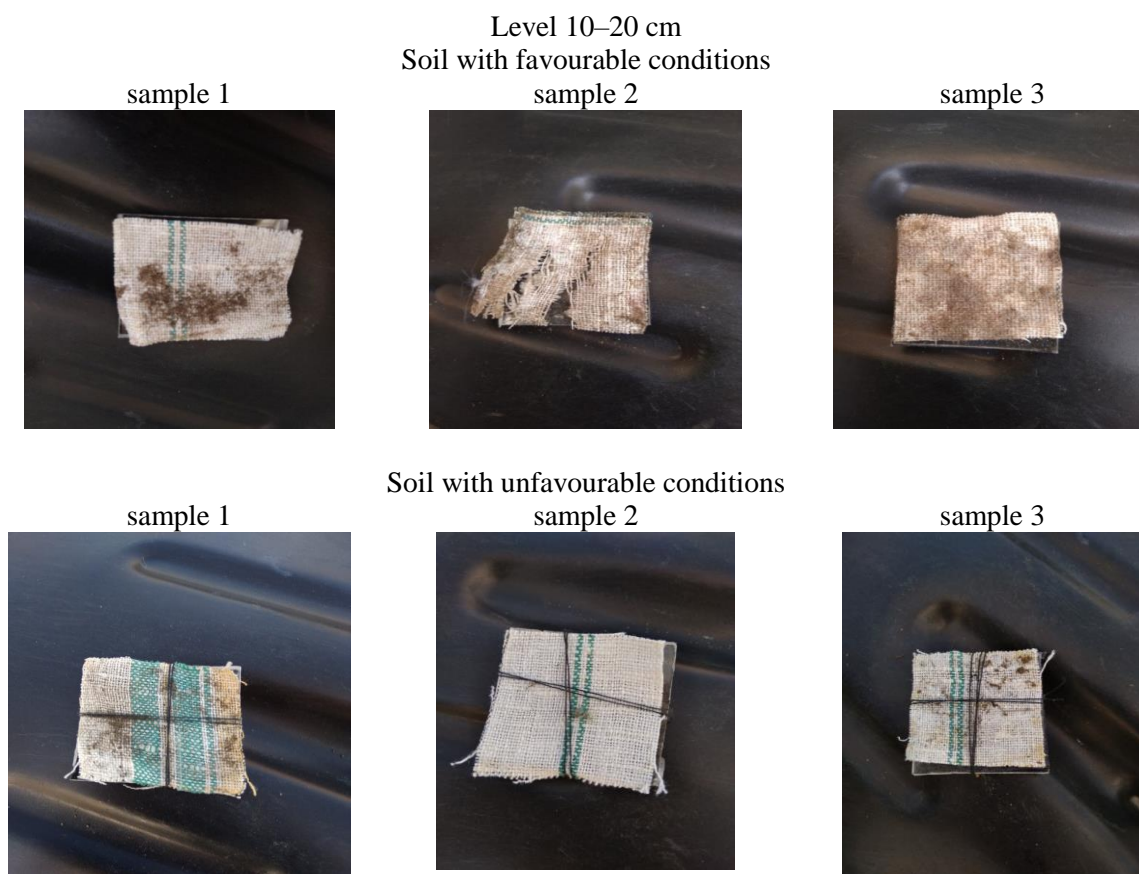 Level 10–20 cm
Soil with favourable conditions
sample 1 sample 2 sample 3
Soil with unfavourable conditions
sample 1 sample 2 sample 3